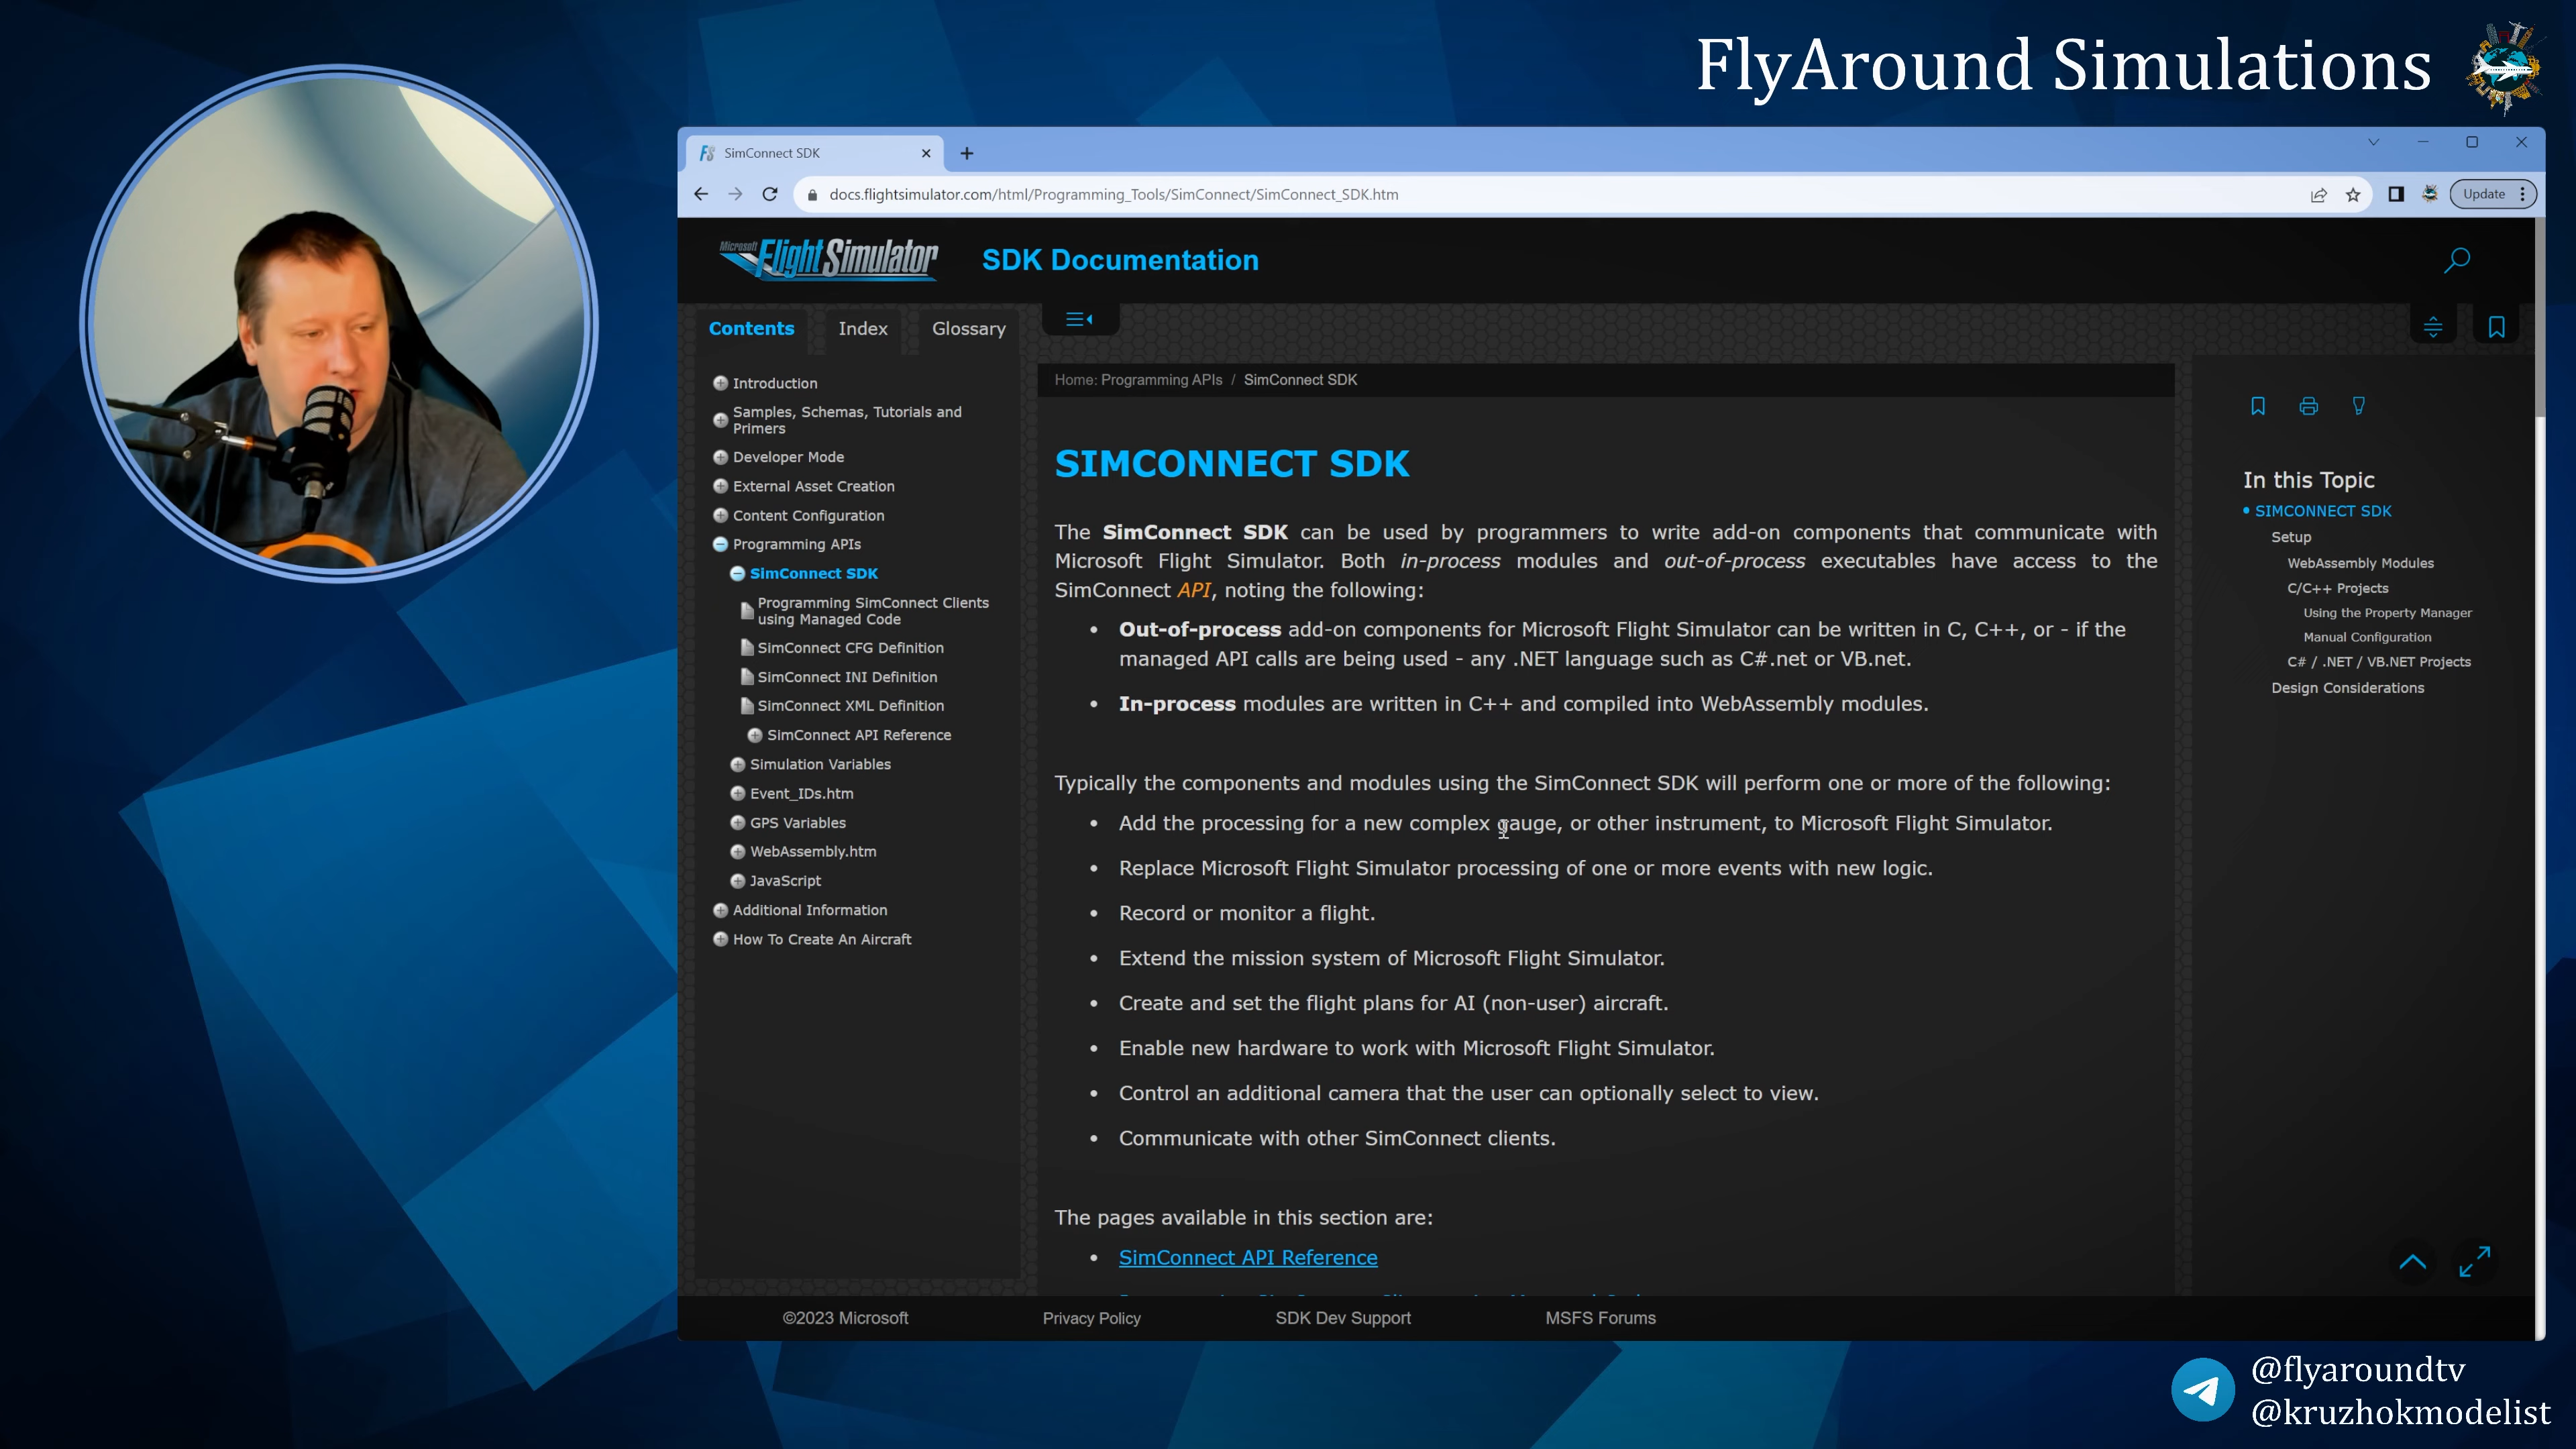 FlyAround Simulations
SimConnect SDK
docs.flightsimulator.com/html/Programming_Tools/SimConnect/SimConnect_SDK.htm
Update
Microsoft
FlightSimulator
SDK Documentation
Contents
Index
Glossary
Introduction
Samples, Schemas, Tutorials and
Primers
Developer Mode
External Asset Creation
Content Configuration
Programming APIs
SimConnect SDK
Programming SimConnect Clients
using Managed Code
SimConnect CFG Definition
SimConnect INI Definition
SimConnect XML Definition
SimConnect API Reference
Simulation Variables
Event_IDs.htm
GPS Variables
WebAssembly.htm
JavaScript
Additional Information
How To Create An Aircraft
Home: Programming APIs / SimConnect SDK
SIMCONNECT SDK
The SimConnect SDK can be used by programmers to write add-on components that communicate with
Microsoft Flight Simulator. Both in-process modules and out-of-process executables have access to the
SimConnect API, noting the following:
• Out-of-process add-on components for Microsoft Flight Simulator can be written in C, C++, or - if the
managed API calls are being used - any .NET language such as C#.net or VB.net.
• In-process modules are written in C++ and compiled into WebAssembly modules.
Typically the components and modules using the SimConnect SDK will perform one or more of the following:
• Add the processing for a new complex gauge, or other instrument, to Microsoft Flight Simulator.
• Replace Microsoft Flight Simulator processing of one or more events with new logic.
• Record or monitor a flight.
• Extend the mission system of Microsoft Flight Simulator.
• Create and set the flight plans for AI (non-user) aircraft.
• Enable new hardware to work with Microsoft Flight Simulator.
• Control an additional camera that the user can optionally select to view.
• Communicate with other SimConnect clients.
The pages available in this section are:
• SimConnect API Reference
In this Topic
• SIMCONNECT SDK
Setup
WebAssembly Modules
C/C++ Projects
Using the Property Manager
Manual Configuration
C# / .NET / VB.NET Projects
Design Considerations
©2023 Microsoft
Privacy Policy
SDK Dev Support
MSFS Forums
@flyaroundtv
@kruzhokmodelist